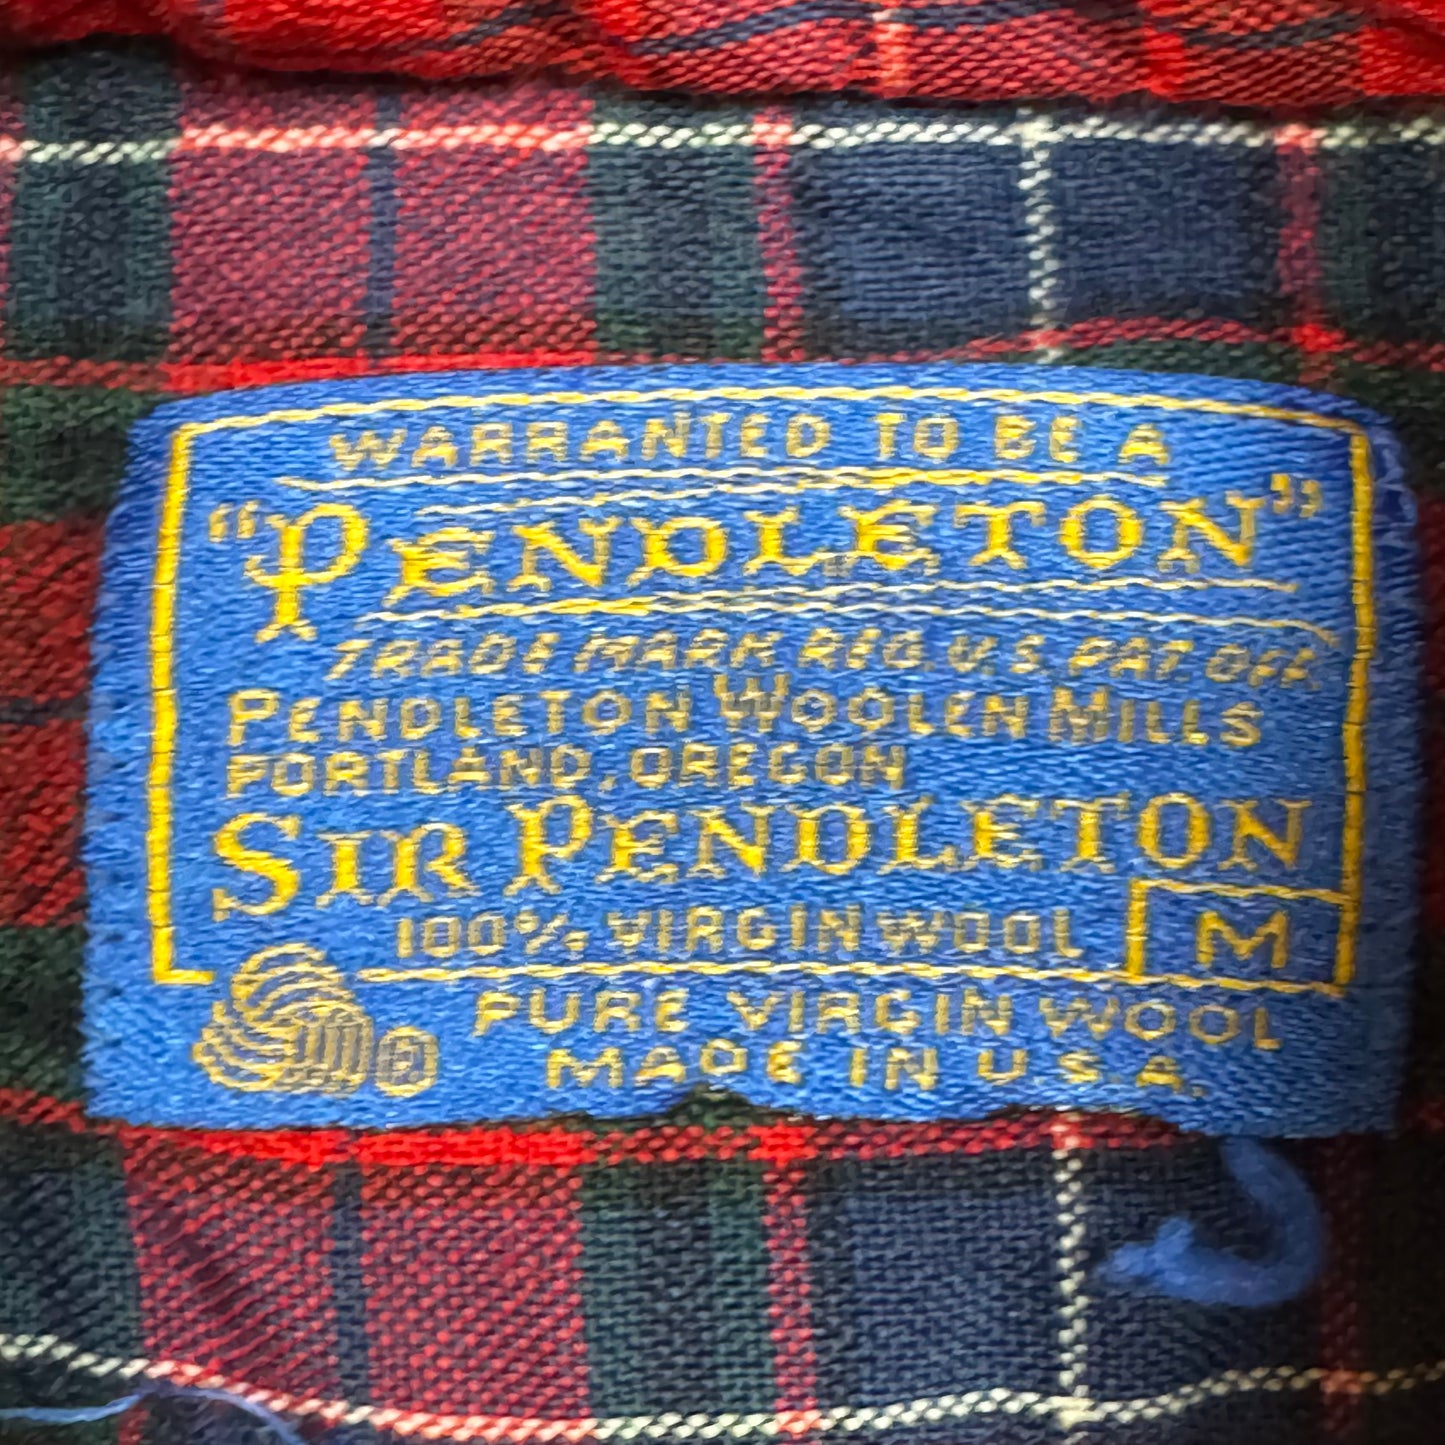 WARRANTED TO BE A
"PENDLETON"
TRADE MARK REG. U.S. PAT. OFF.
PENDLETON WOOLEN MILLS
PORTLAND, OREGON
SIR PENDLETON
100% VIRGIN WOOL M
PURE VIRGIN WOOL
MADE IN U.S.A.
R